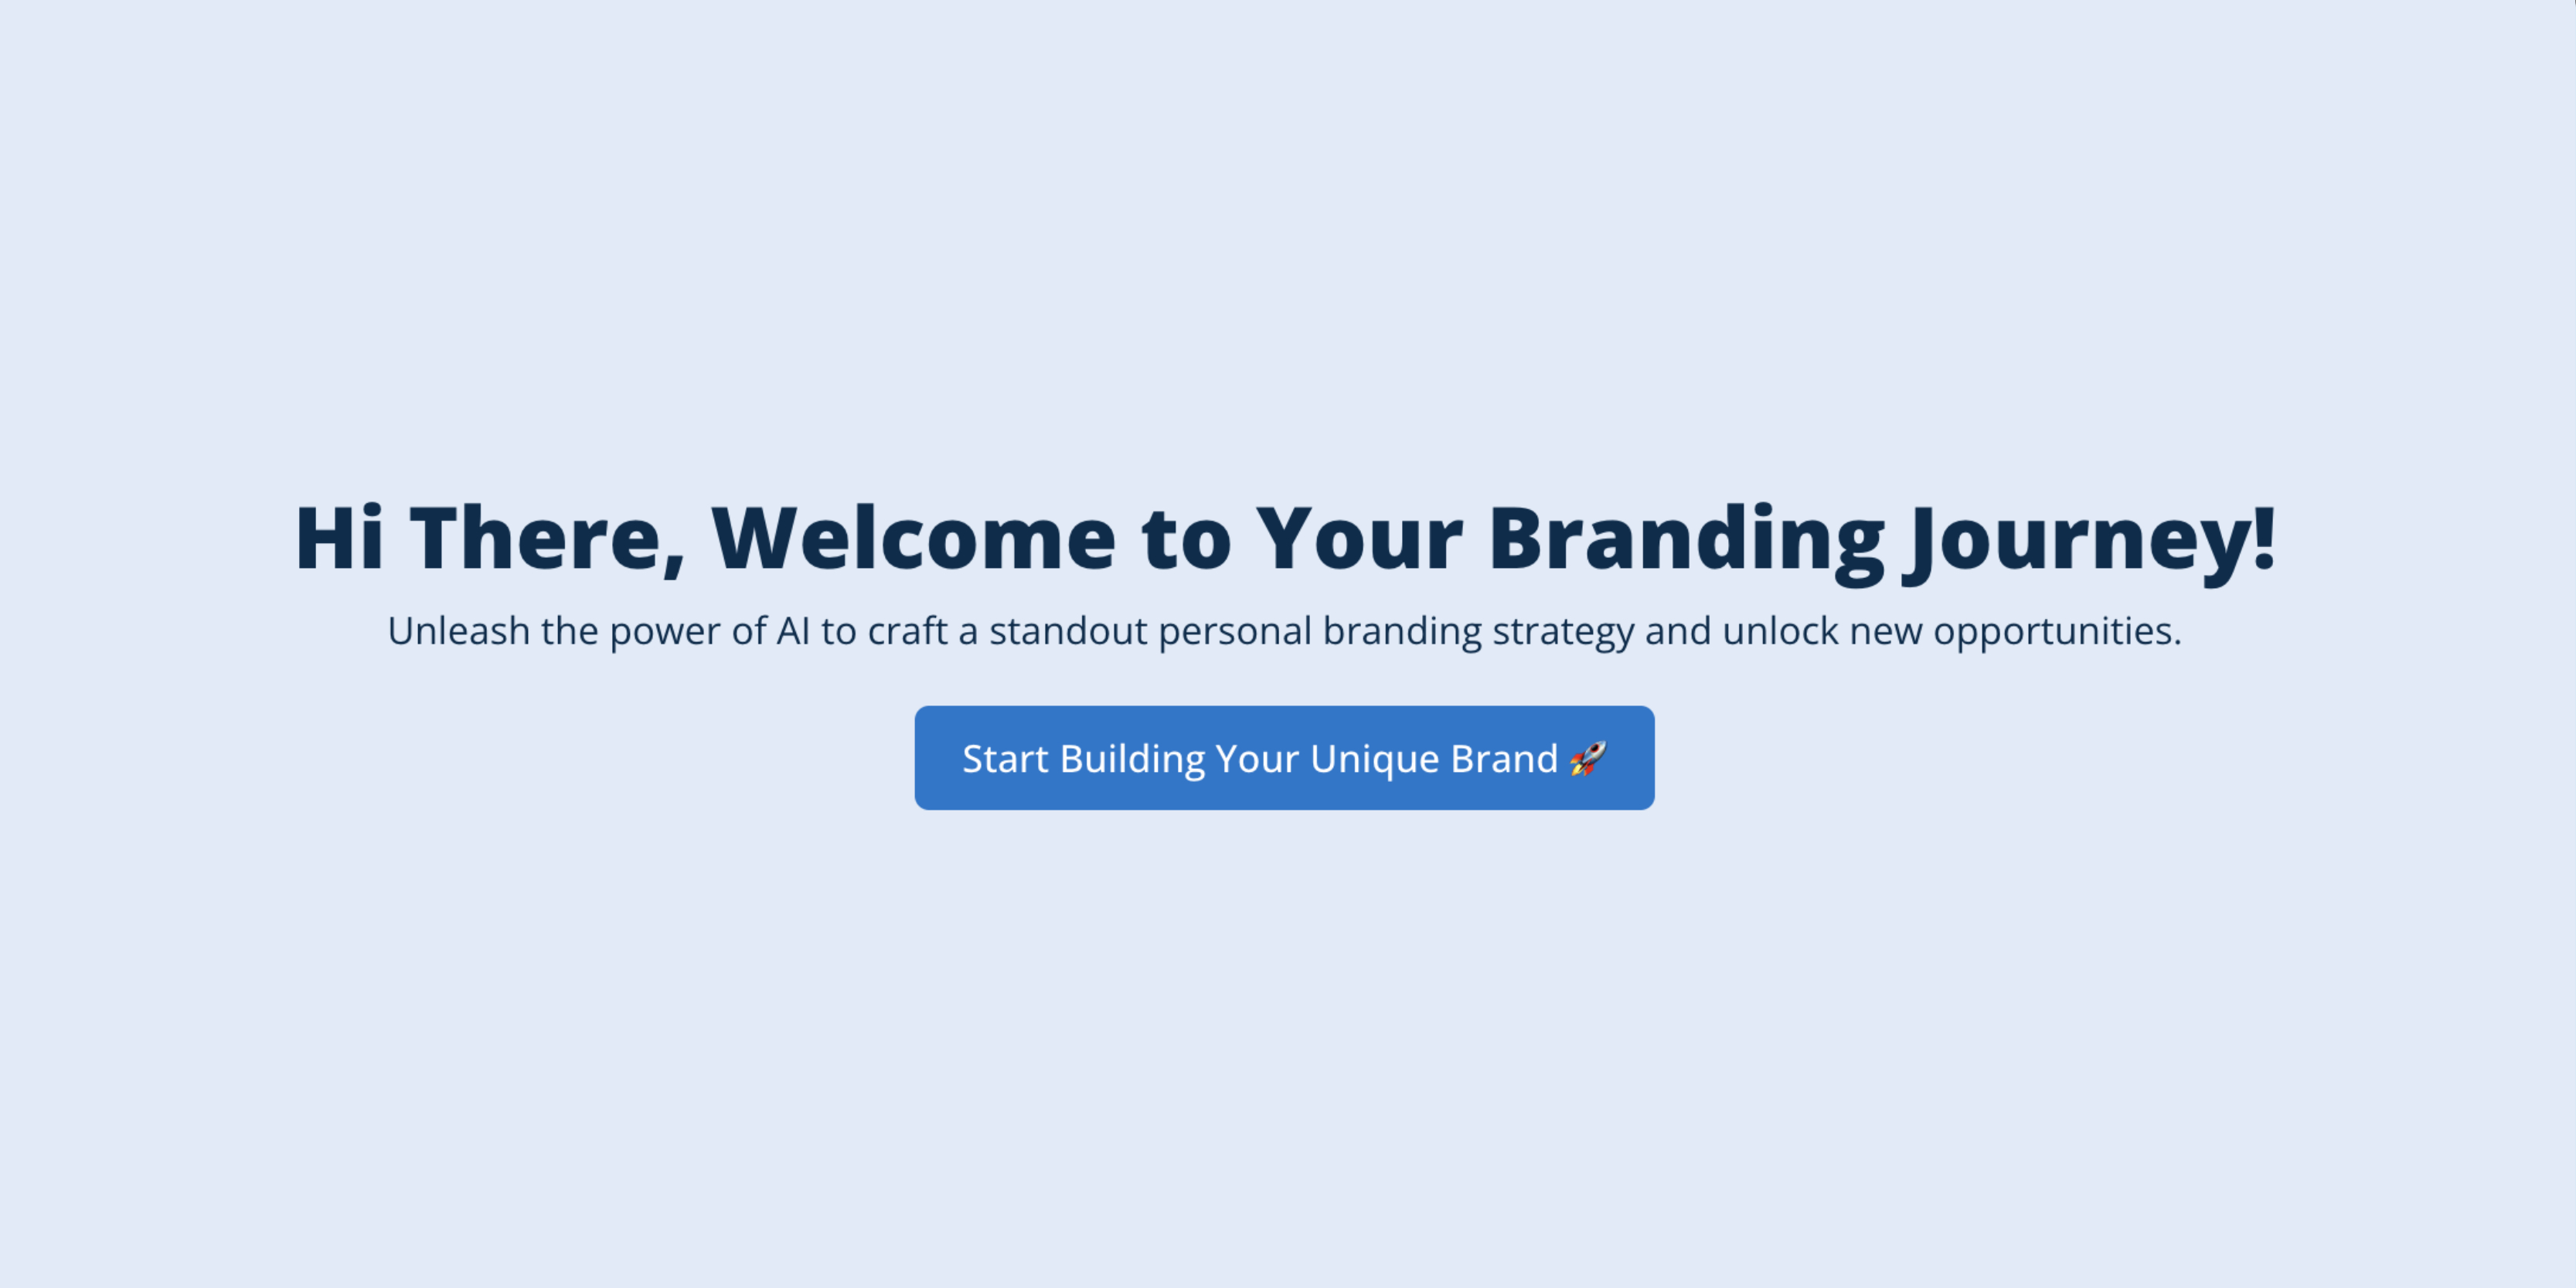 Hi There, Welcome to Your Branding Journey!
Unleash the power of AI to craft a standout personal branding strategy and unlock new opportunities.
Start Building Your Unique Brand 🚀